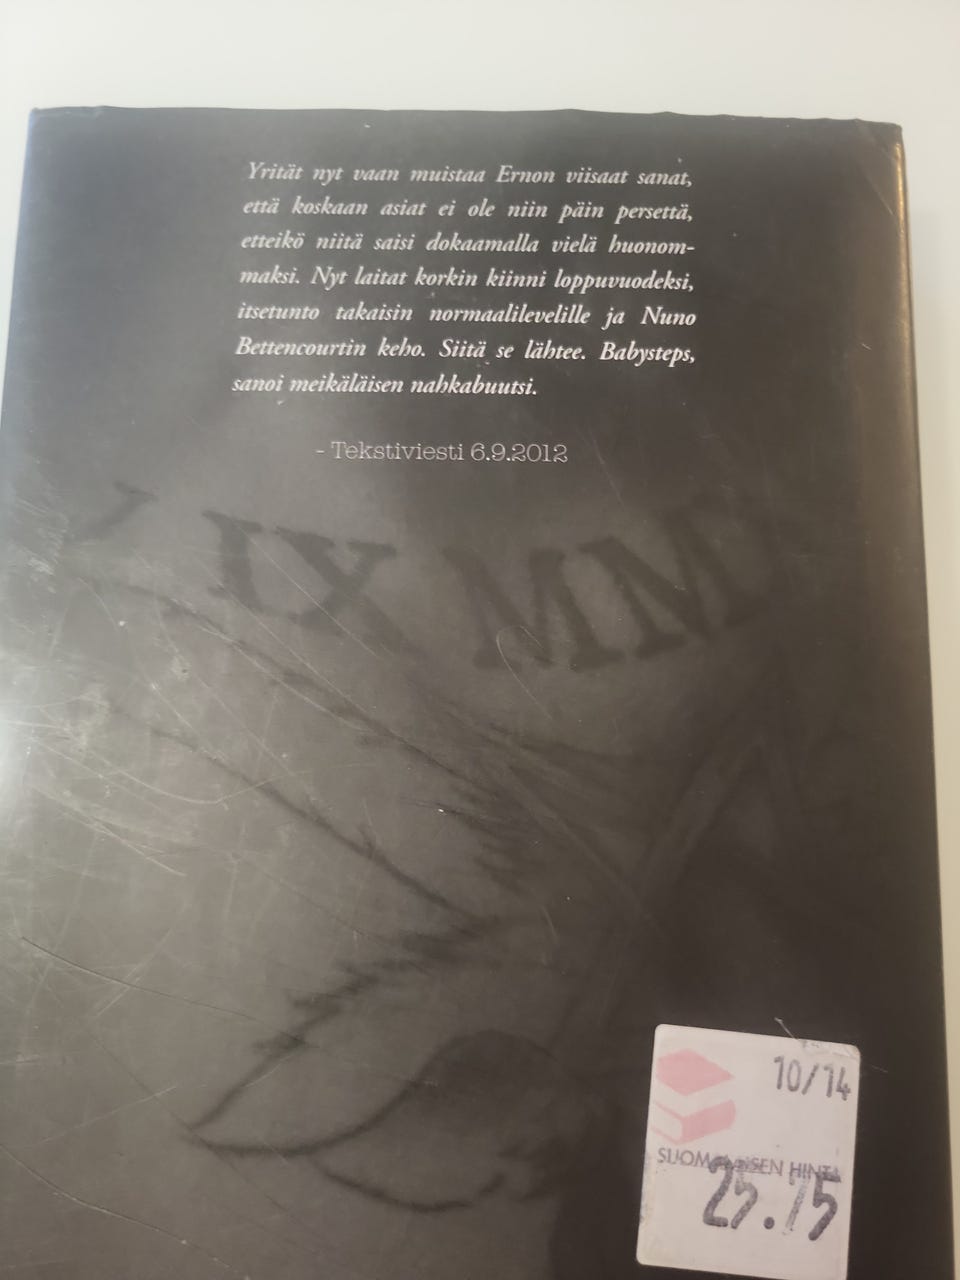 Yrität nyt vaan muistaa Ernon viisaat sanat,
että koskaan asiat ei ole niin päin persettä,
etteikö niitä saisi dokaamalla vielä huonom-
maksi. Nyt laitat korkin kiinni loppuvuodeksi,
itsetunto takaisin normaalilevelille ja Nuno
Bettencourtin keho. Siitä se lähtee. Babysteps,
sanoi meikäläisen nahkabuutsi.
- Tekstiviesti 6.9.2012
IX MM
10/14
SUOMALAISEN HINTA
25.75